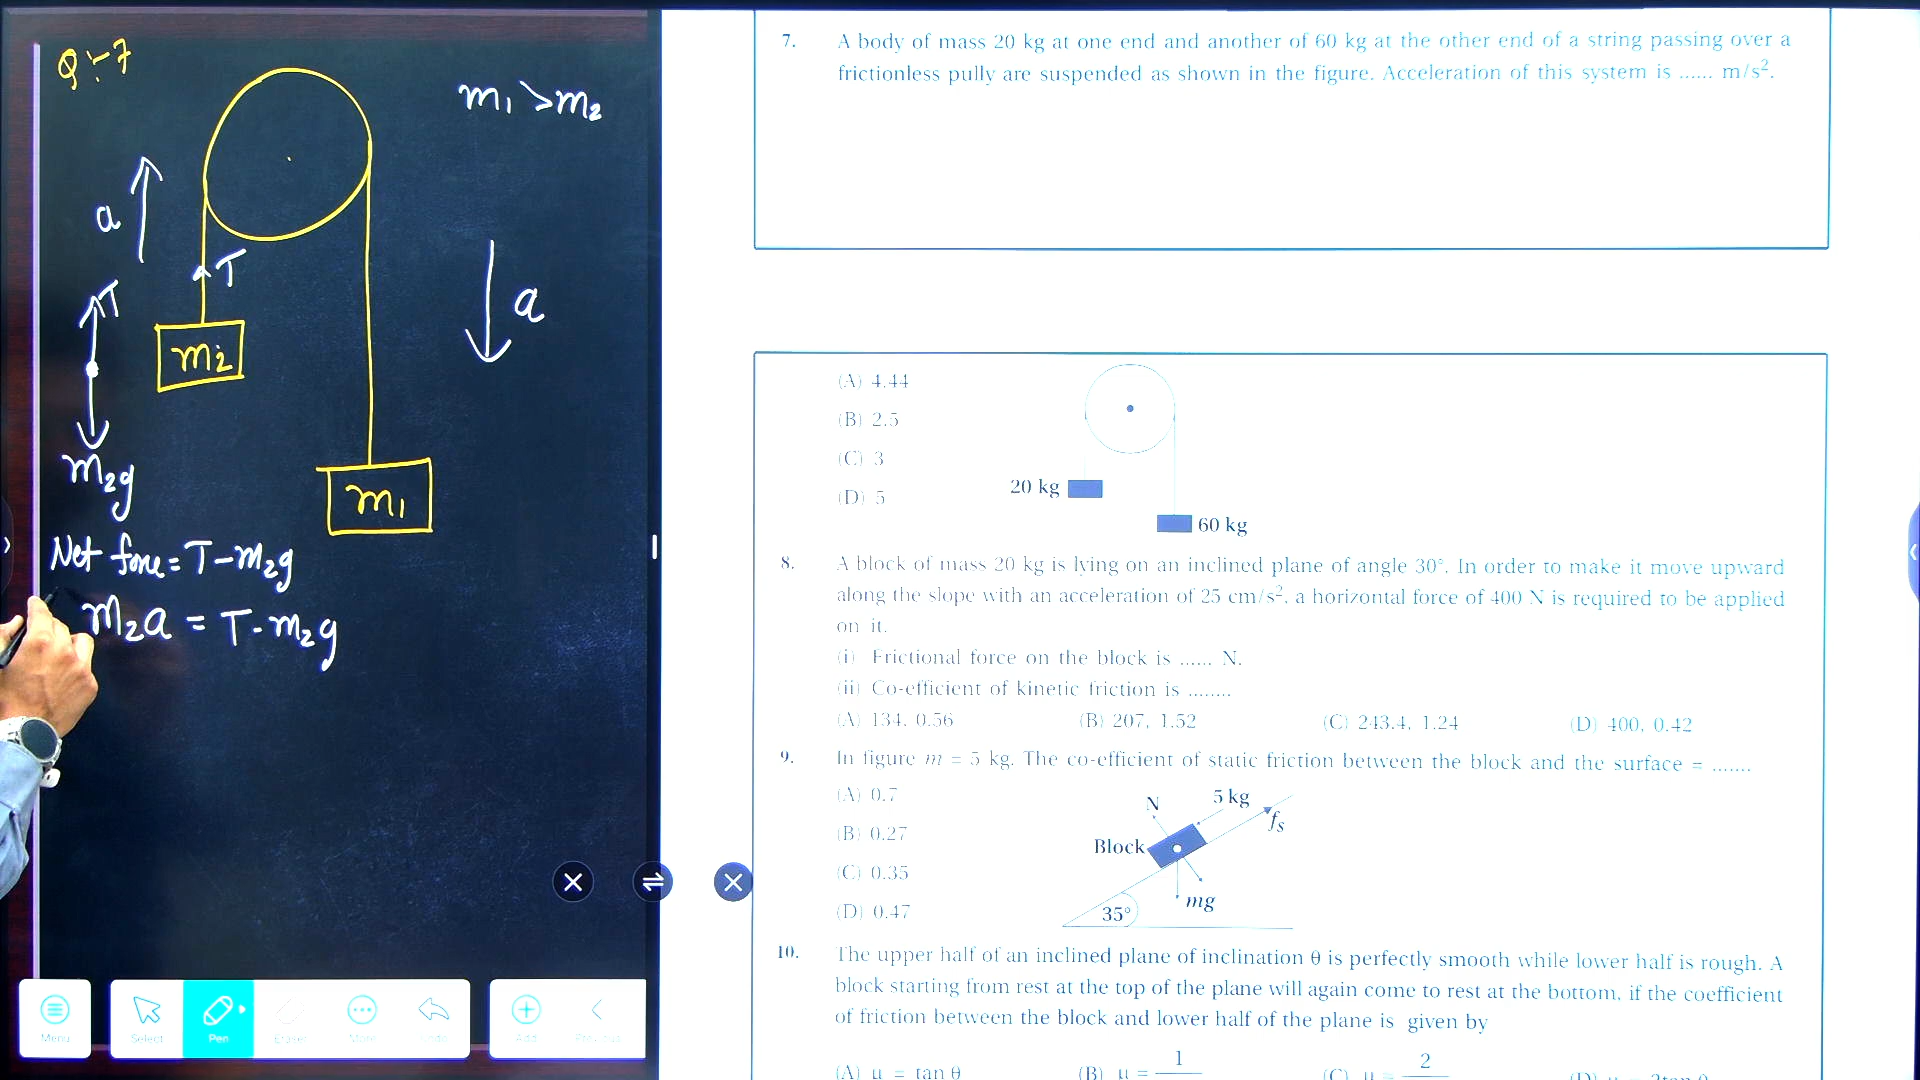 Q:-7
m₁ >m₂
a
T
T
m₂
a
m₂g
m₁
Net force = T-m₂g
m₂a = T-m₂g
Menu
Select
Pen
Eraser
More
Undo
Add
Previous
7. A body of mass 20 kg at one end and another of 60 kg at the other end of a string passing over a
frictionless pully are suspended as shown in the figure. Acceleration of this system is ...... m/s².
(A) 4.44
(B) 2.5
(C) 3
(D) 5
20 kg
60 kg
8. A block of mass 20 kg is lying on an inclined plane of angle 30°. In order to make it move upward
along the slope with an acceleration of 25 cm/s², a horizontal force of 400 N is required to be applied
on it.
(i) Frictional force on the block is ...... N.
(ii) Co-efficient of kinetic friction is ........
(A) 134, 0.56 (B) 207, 1.52 (C) 243.4, 1.24 (D) 400, 0.42
9. In figure m = 5 kg. The co-efficient of static friction between the block and the surface = .......
(A) 0.7
(B) 0.27
(C) 0.35
(D) 0.47
N
5 kg
fs
Block
mg
35°
10. The upper half of an inclined plane of inclination θ is perfectly smooth while lower half is rough. A
block starting from rest at the top of the plane will again come to rest at the bottom, if the coefficient
of friction between the block and lower half of the plane is given by
(A) μ = tan θ (B) μ = 1 (C) μ = 2 (D) μ = 2tan θ